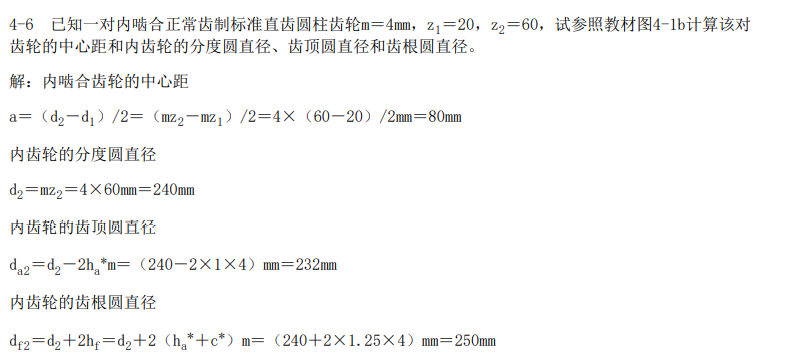 4-6 已知一对内啮合正常齿制标准直齿圆柱齿轮m＝4mm，z₁＝20，z₂＝60，试参照教材图4-1b计算该对
齿轮的中心距和内齿轮的分度圆直径、齿顶圆直径和齿根圆直径。
解：内啮合齿轮的中心距
a＝（d₂－d₁）/2＝（mz₂－mz₁）/2＝4×（60－20）/2mm＝80mm
内齿轮的分度圆直径
d₂＝mz₂＝4×60mm＝240mm
内齿轮的齿顶圆直径
dₐ₂＝d₂－2hₐ*m＝（240－2×1×4）mm＝232mm
内齿轮的齿根圆直径
d_f2＝d₂＋2h_f＝d₂＋2（hₐ*＋c*）m＝（240＋2×1.25×4）mm＝250mm